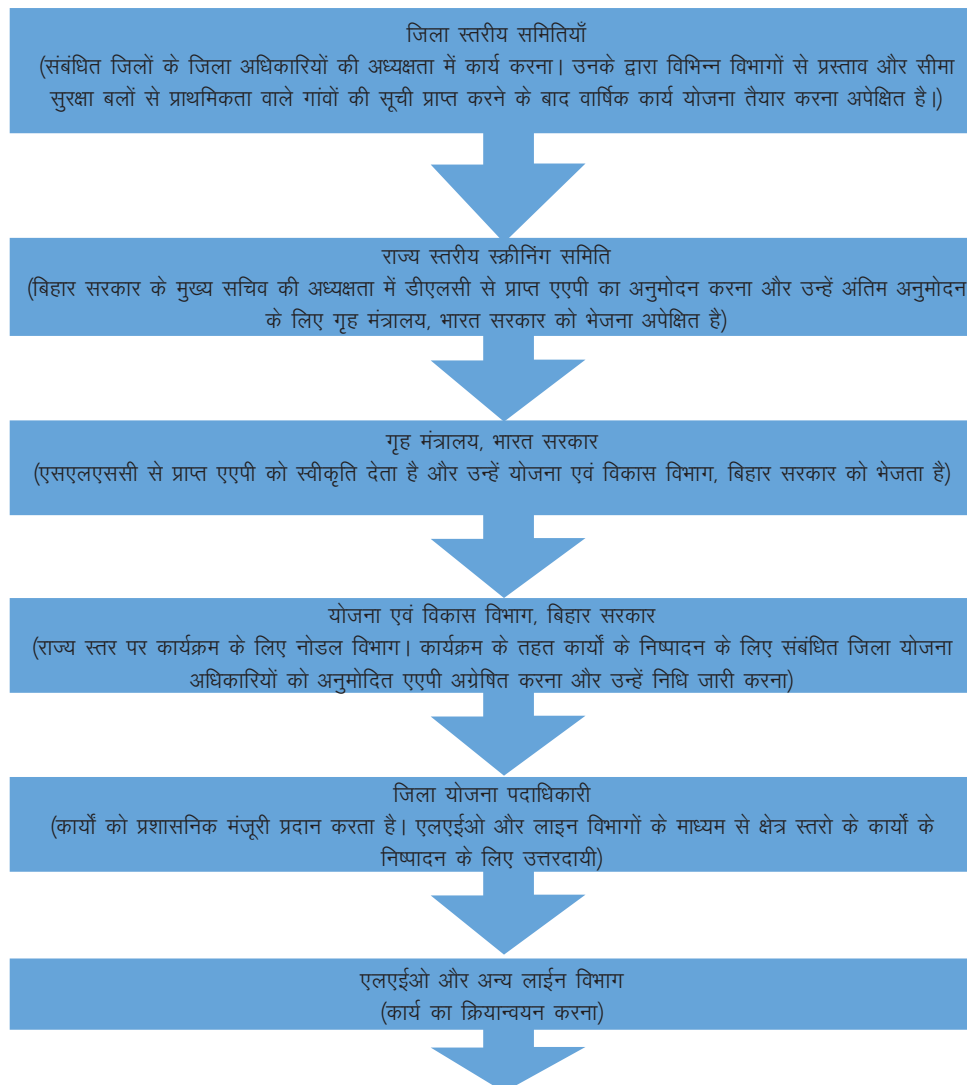 जिला स्तरीय समितियाँ
(संबंधित जिलों के जिला अधिकारियों की अध्यक्षता में कार्य करना। उनके द्वारा विभिन्न विभागों से प्रस्ताव और सीमा
सुरक्षा बलों से प्राथमिकता वाले गांवों की सूची प्राप्त करने के बाद वार्षिक कार्य योजना तैयार करना अपेक्षित है।)
राज्य स्तरीय स्क्रीनिंग समिति
(बिहार सरकार के मुख्य सचिव की अध्यक्षता में डीएलसी से प्राप्त एएपी का अनुमोदन करना और उन्हें अंतिम अनुमोदन
के लिए गृह मंत्रालय, भारत सरकार को भेजना अपेक्षित है)
गृह मंत्रालय, भारत सरकार
(एसएलएससी से प्राप्त एएपी को स्वीकृति देता है और उन्हें योजना एवं विकास विभाग, बिहार सरकार को भेजता है)
योजना एवं विकास विभाग, बिहार सरकार
(राज्य स्तर पर कार्यक्रम के लिए नोडल विभाग। कार्यक्रम के तहत कार्यों के निष्पादन के लिए संबंधित जिला योजना
अधिकारियों को अनुमोदित एएपी अग्रेषित करना और उन्हें निधि जारी करना)
जिला योजना पदाधिकारी
(कार्यों को प्रशासनिक मंजूरी प्रदान करता है। एलएईओ और लाइन विभागों के माध्यम से क्षेत्र स्तरो के कार्यों के
निष्पादन के लिए उत्तरदायी)
एलएईओ और अन्य लाईन विभाग
(कार्य का क्रियान्वयन करना)